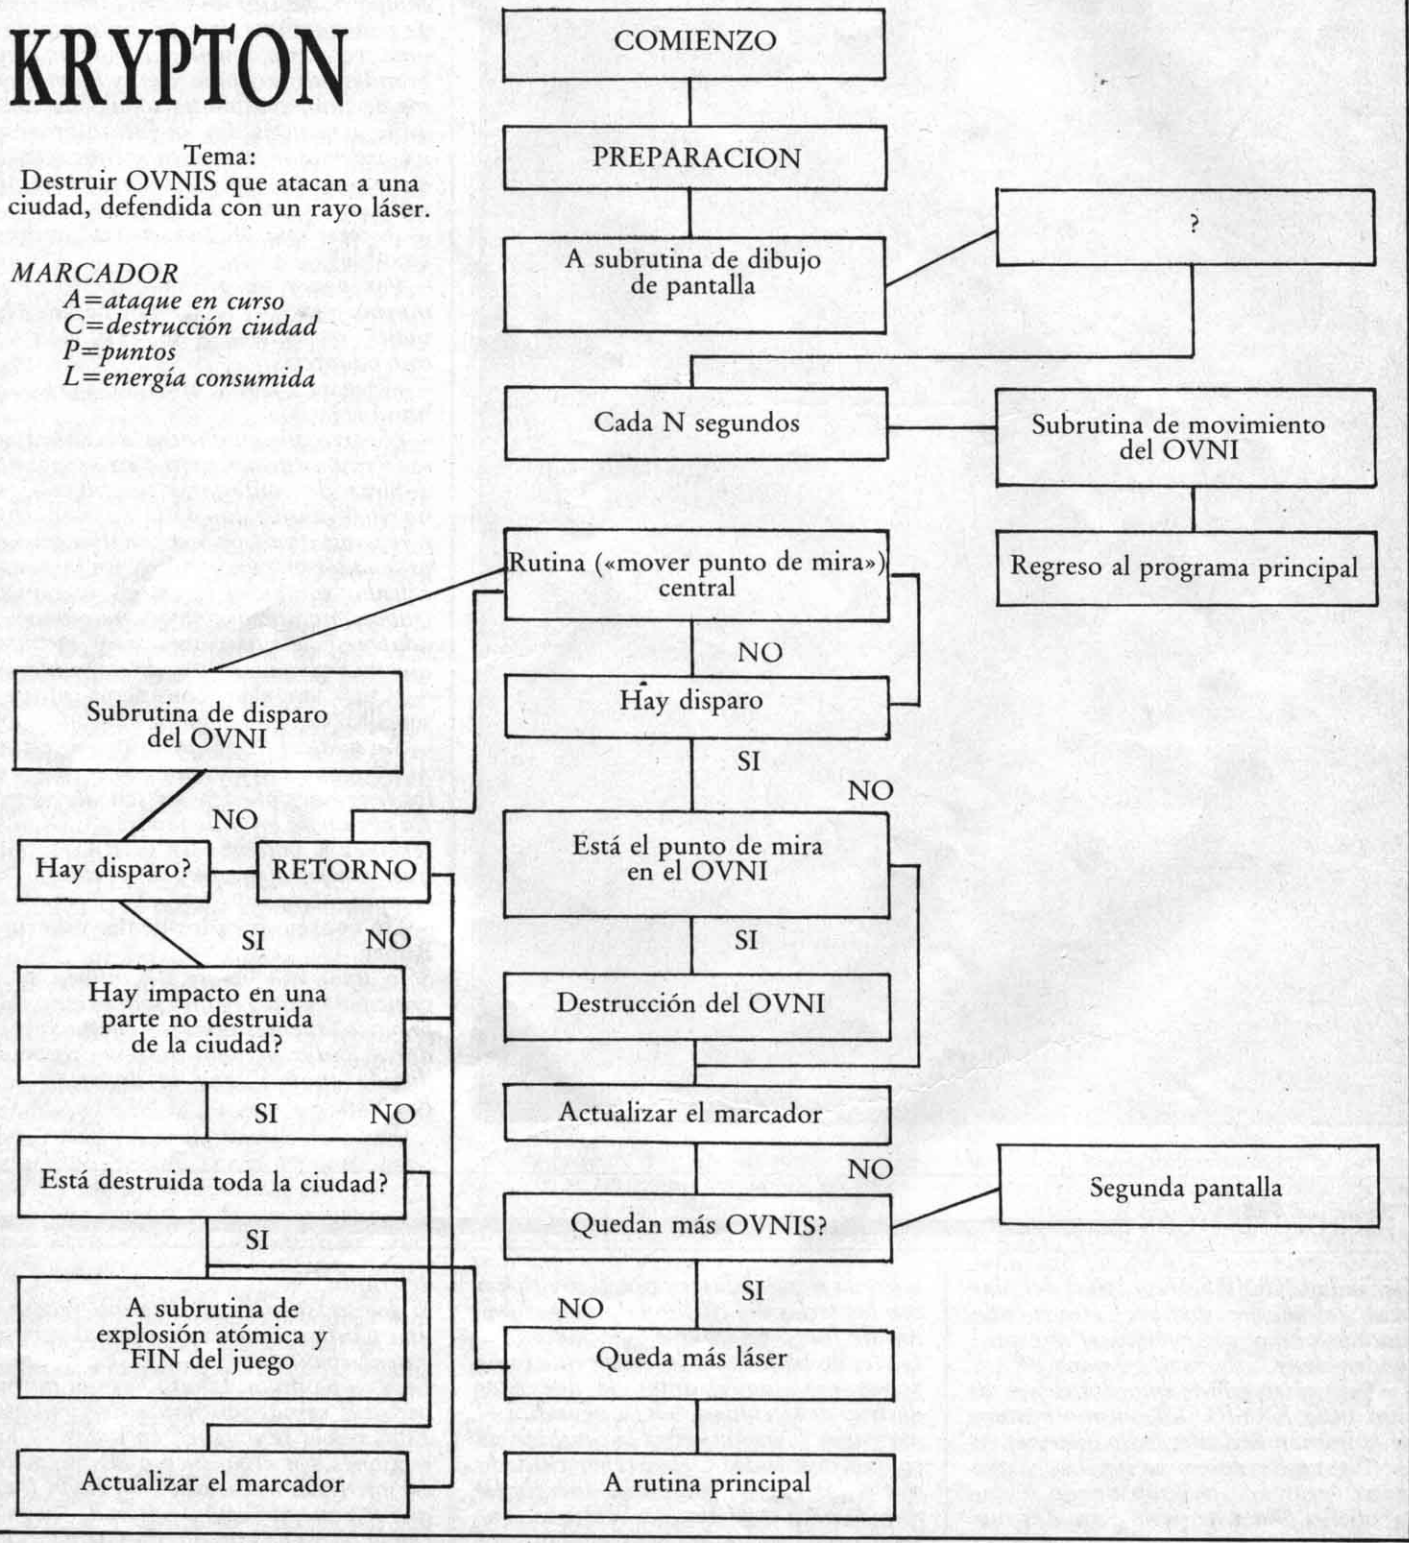 KRYPTON
Tema:
Destruir OVNIS que atacan a una
ciudad, defendida con un rayo láser.
MARCADOR
A=ataque en curso
C=destrucción ciudad
P=puntos
L=energía consumida
COMIENZO
PREPARACION
A subrutina de dibujo
de pantalla
?
Cada N segundos
Subrutina de movimiento
del OVNI
Regreso al programa principal
Rutina («mover punto de mira»)
central
NO
Hay disparo
SI
NO
Está el punto de mira
en el OVNI
SI
Destrucción del OVNI
Actualizar el marcador
NO
Quedan más OVNIS?
Segunda pantalla
SI
NO
Queda más láser
A rutina principal
Subrutina de disparo
del OVNI
NO
Hay disparo?
RETORNO
SI
NO
Hay impacto en una
parte no destruida
de la ciudad?
SI
NO
Está destruida toda la ciudad?
SI
A subrutina de
explosión atómica y
FIN del juego
Actualizar el marcador